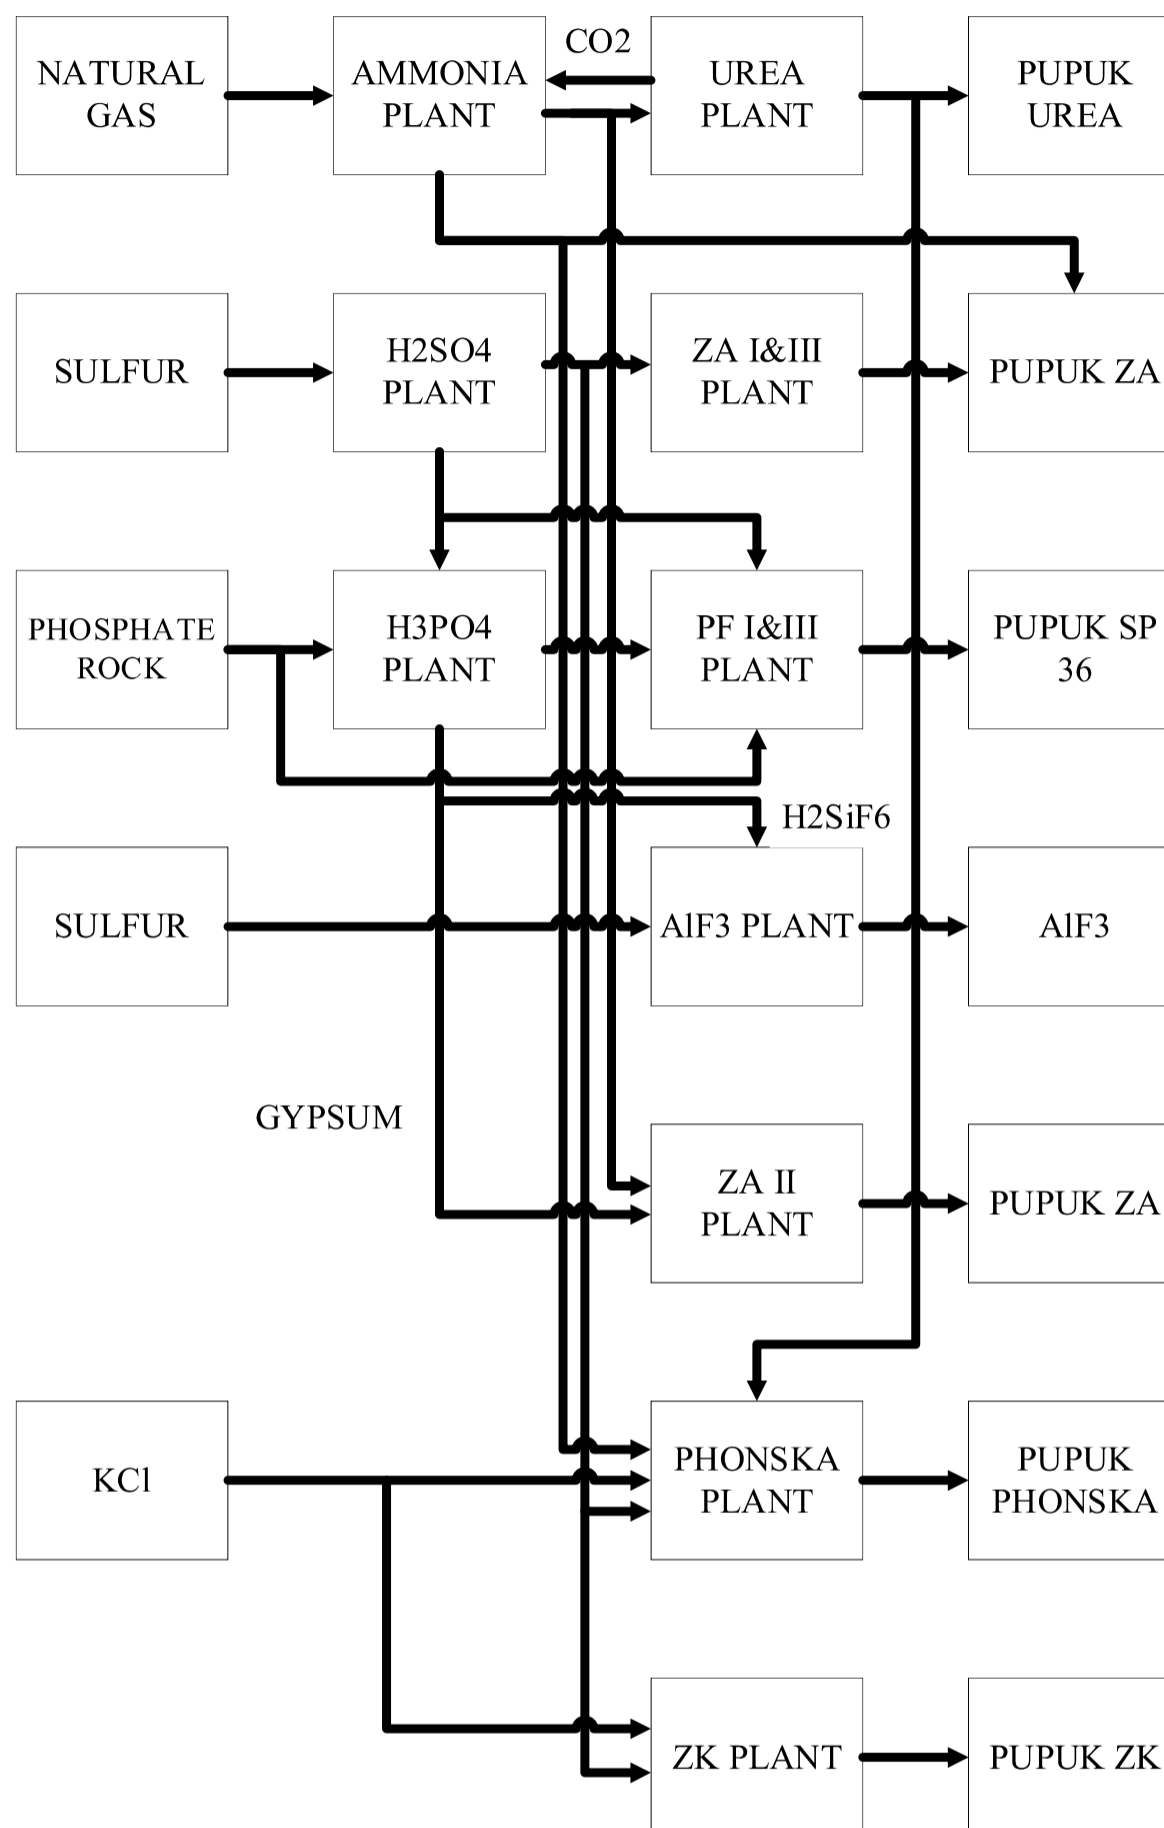 CO2
NATURAL
GAS
AMMONIA
PLANT
UREA
PLANT
PUPUK
UREA
SULFUR
H2SO4
PLANT
ZA I&III
PLANT
PUPUK ZA
PHOSPHATE
ROCK
H3PO4
PLANT
PF I&III
PLANT
PUPUK SP
36
H2SiF6
SULFUR
AlF3 PLANT
AlF3
GYPSUM
ZA II
PLANT
PUPUK ZA
KCl
PHONSKA
PLANT
PUPUK
PHONSKA
ZK PLANT
PUPUK ZK